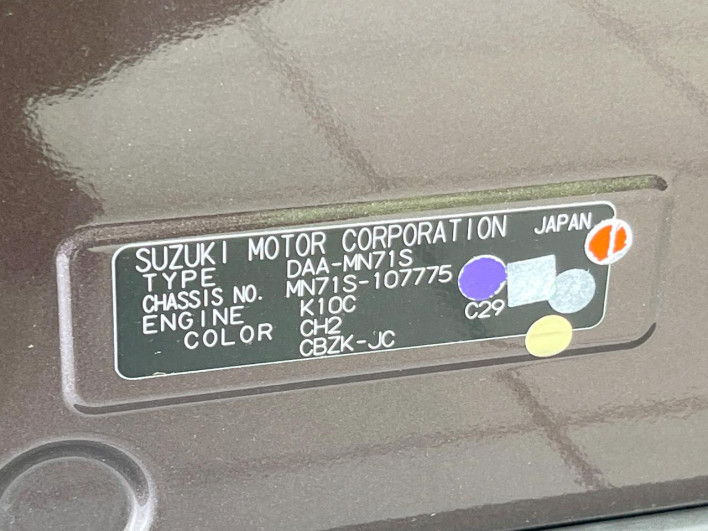 SUZUKI MOTOR CORPORATION JAPAN
TYPE DAA-MN71S
CHASSIS NO. MN71S-107775
ENGINE K10C
COLOR CH2 C29
CBZK-JC